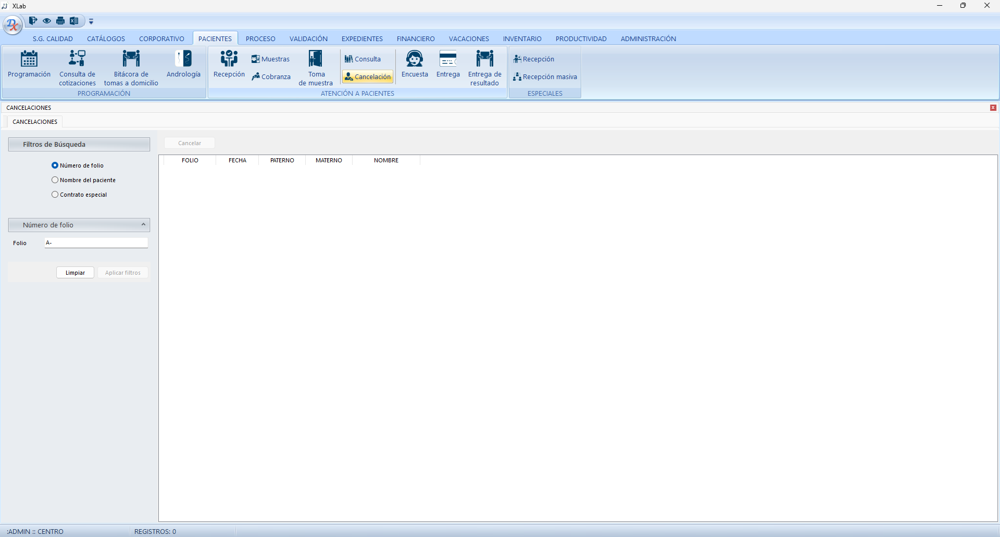 XLab
S.G. CALIDAD CATÁLOGOS CORPORATIVO PACIENTES PROCESO VALIDACIÓN EXPEDIENTES FINANCIERO VACACIONES INVENTARIO PRODUCTIVIDAD ADMINISTRACIÓN
Programación
Consulta de
cotizaciones
Bitácora de
tomas a domicilio
Andrología
PROGRAMACIÓN
Recepción
Muestras
Cobranza
Toma
de muestra
Consulta
Cancelación
Encuesta
Entrega
Entrega de
resultado
ATENCIÓN A PACIENTES
Recepción
Recepción masiva
ESPECIALES
CANCELACIONES
CANCELACIONES
Filtros de Búsqueda
Número de folio
Nombre del paciente
Contrato especial
Número de folio
Folio A-
Limpiar Aplicar filtros
Cancelar
FOLIO FECHA PATERNO MATERNO NOMBRE
:ADMIN :: CENTRO REGISTROS: 0